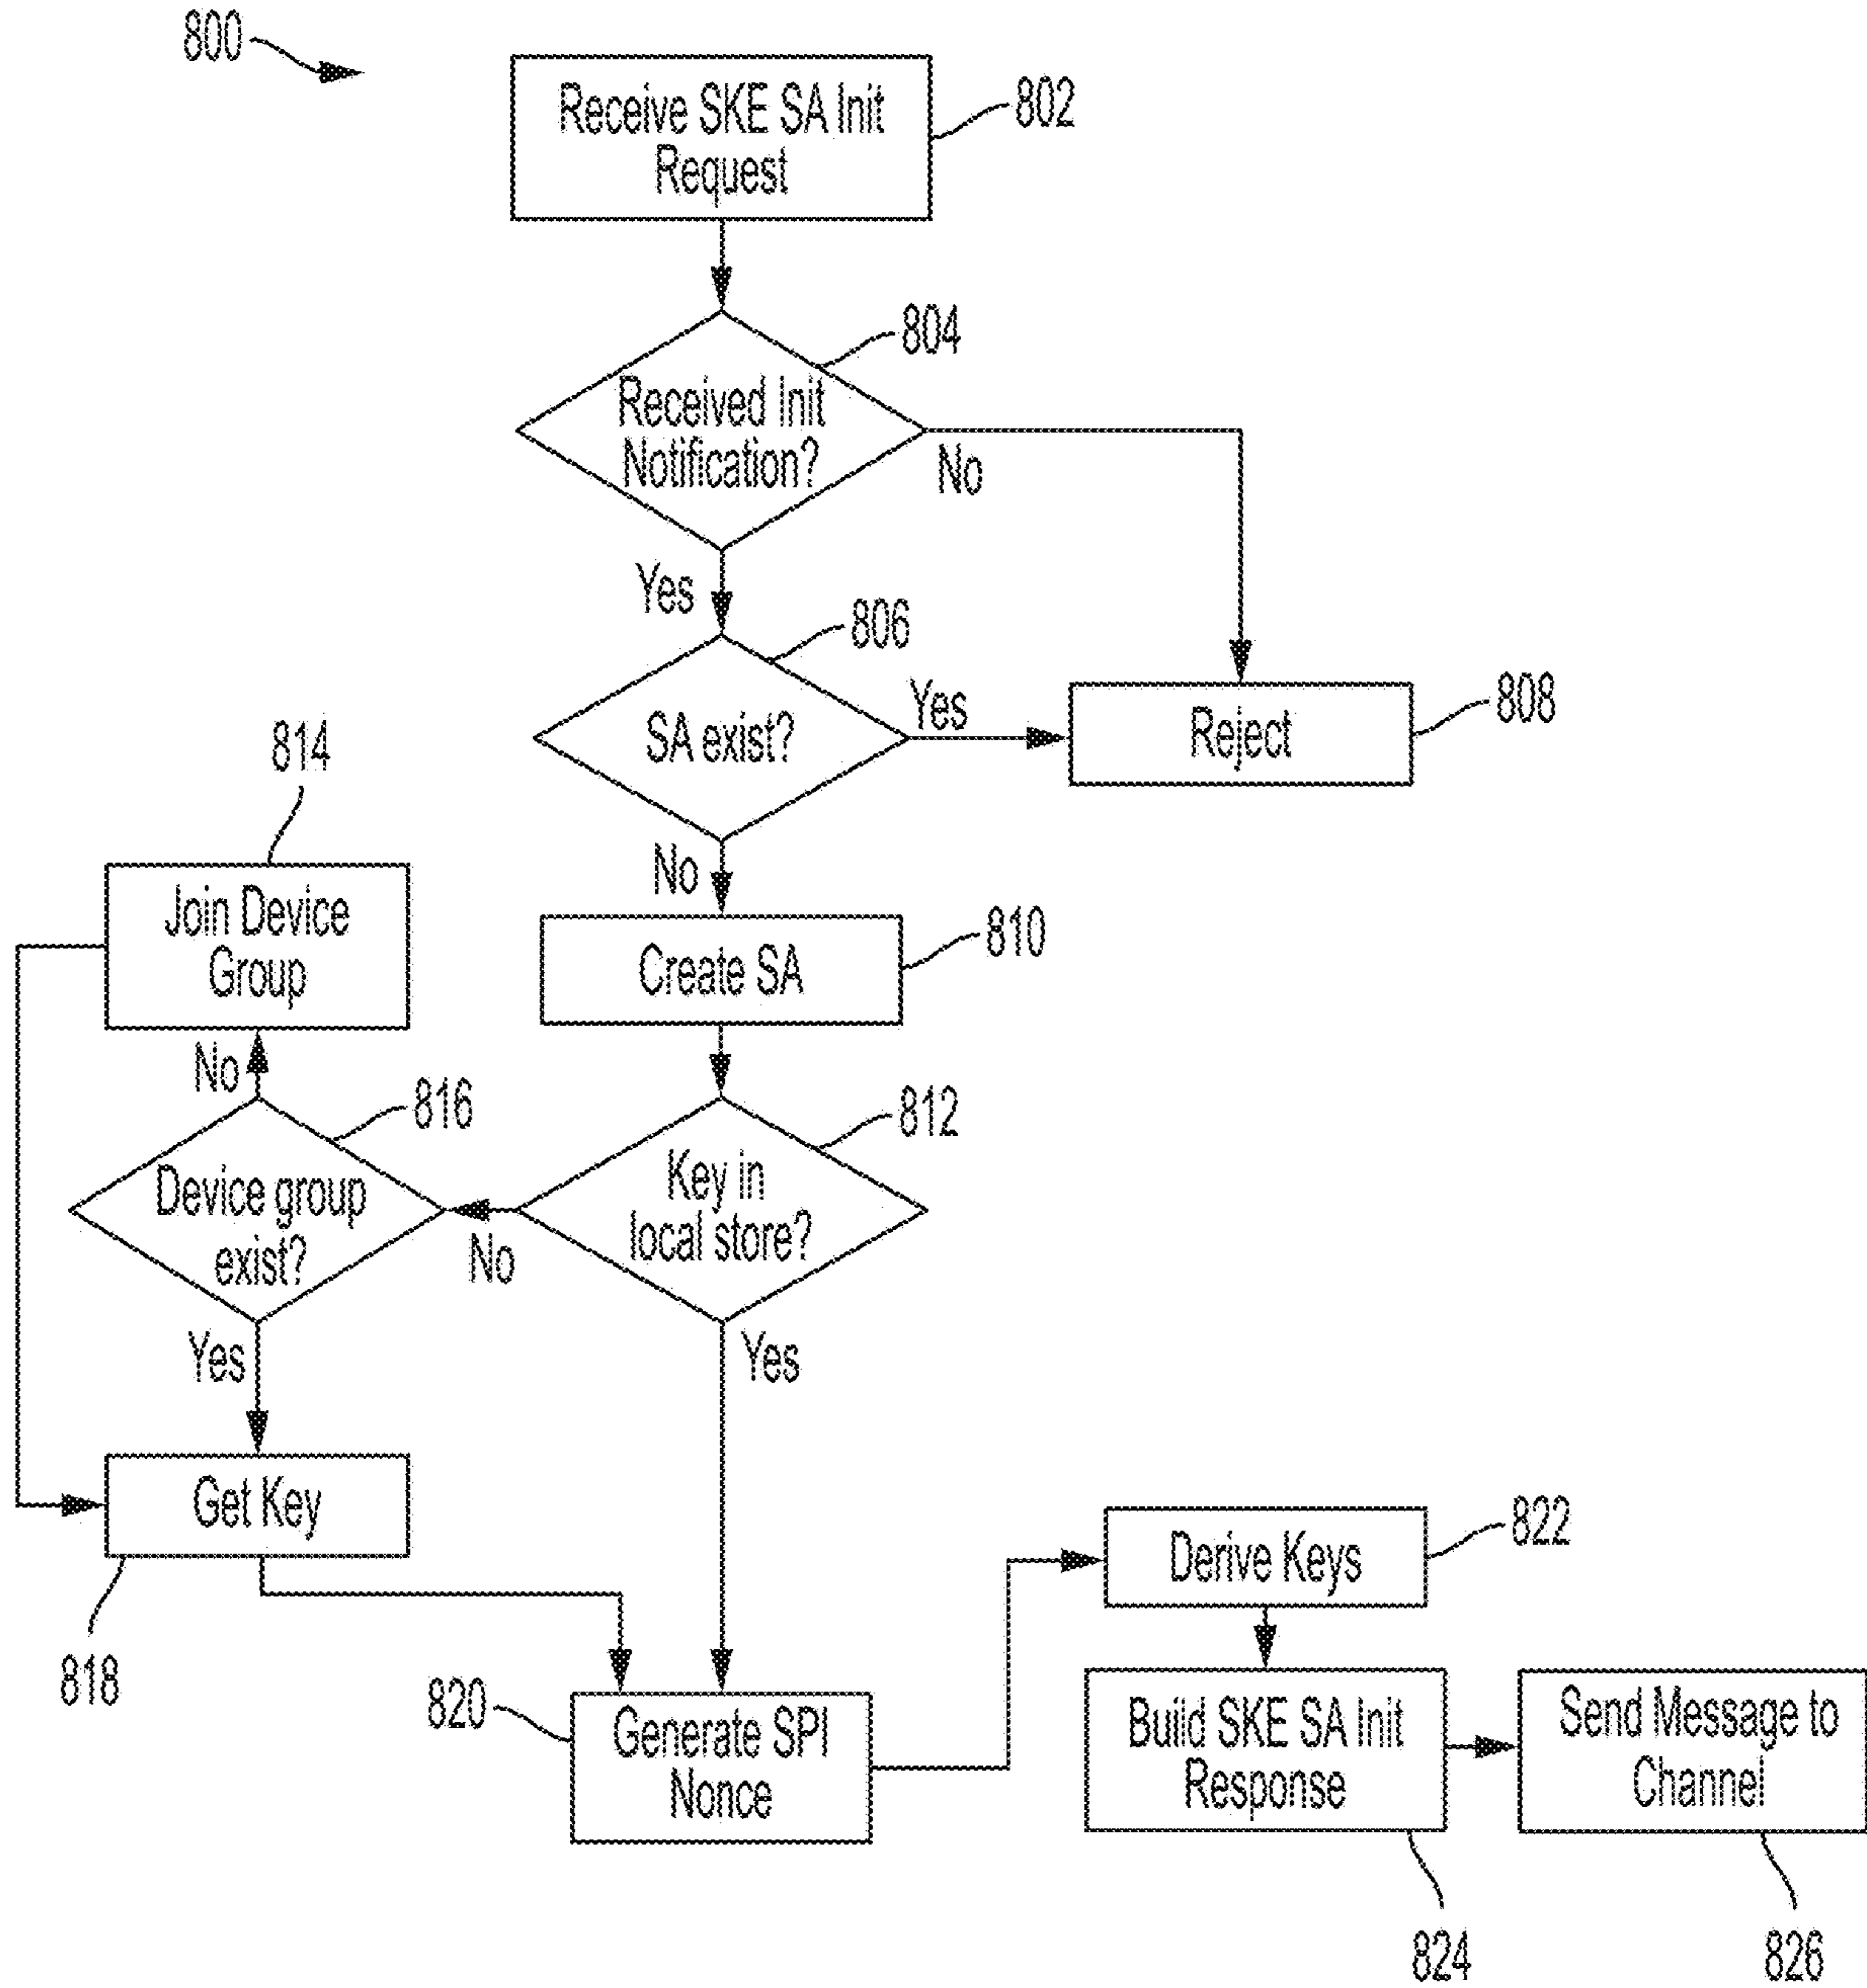 800
Receive SKE SA Init
Request
802
804
Received Init
Notification?
No
Yes
806
SA exist?
Yes
Reject
808
814
No
Join Device
Group
Create SA
810
No
816
812
Device group
exist?
No
Key in
local store?
Yes
Yes
Get Key
818
820
Generate SPI
Nonce
Derive Keys
822
Build SKE SA Init
Response
Send Message to
Channel
824
826